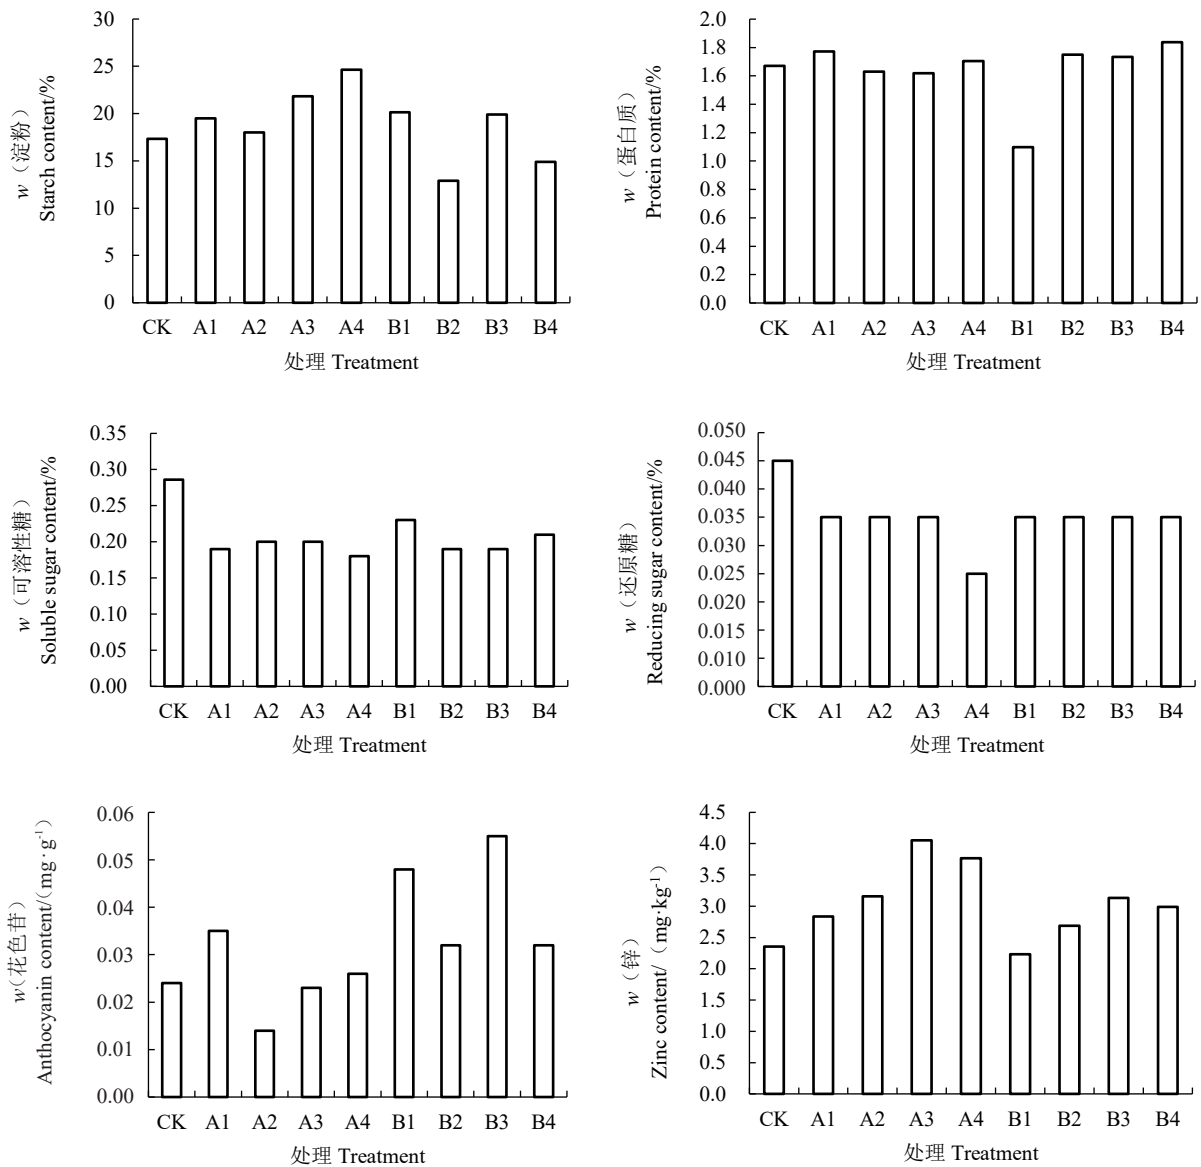 w（淀粉）
Starch content/%
30
25
20
15
10
5
0
CK A1 A2 A3 A4 B1 B2 B3 B4
处理 Treatment
w（蛋白质）
Protein content/%
2.0
1.8
1.6
1.4
1.2
1.0
0.8
0.6
0.4
0.2
0.0
CK A1 A2 A3 A4 B1 B2 B3 B4
处理 Treatment
w（可溶性糖）
Soluble sugar content/%
0.35
0.30
0.25
0.20
0.15
0.10
0.05
0.00
CK A1 A2 A3 A4 B1 B2 B3 B4
处理 Treatment
w（还原糖）
Reducing sugar content/%
0.050
0.045
0.040
0.035
0.030
0.025
0.020
0.015
0.010
0.000
CK A1 A2 A3 A4 B1 B2 B3 B4
处理 Treatment
w(花色苷)
Anthocyanin content/(mg·g⁻¹)
0.06
0.05
0.04
0.03
0.02
0.01
0.00
CK A1 A2 A3 A4 B1 B2 B3 B4
处理 Treatment
w（锌）
Zinc content/（mg·kg⁻¹）
4.5
4.0
3.5
3.0
2.5
2.0
1.5
1.0
0.5
0.0
CK A1 A2 A3 A4 B1 B2 B3 B4
处理 Treatment